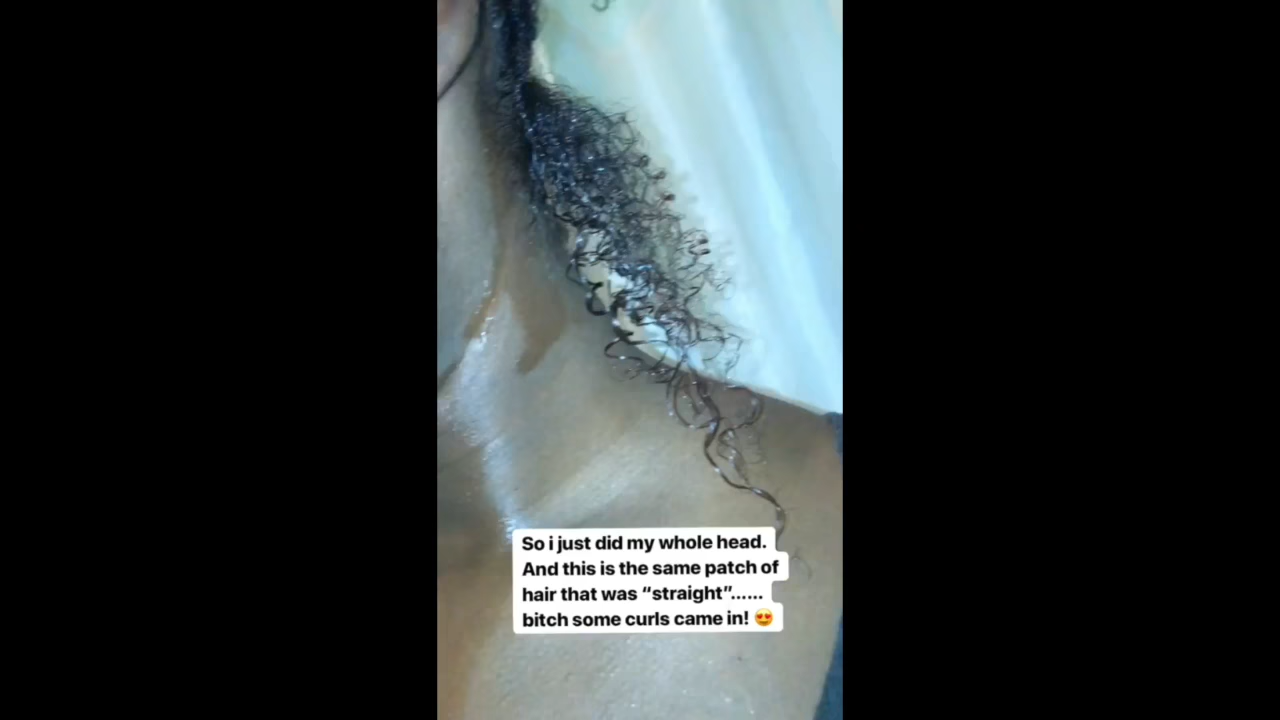 So i just did my whole head.
And this is the same patch of
hair that was “straight”......
bitch some curls came in! 😍